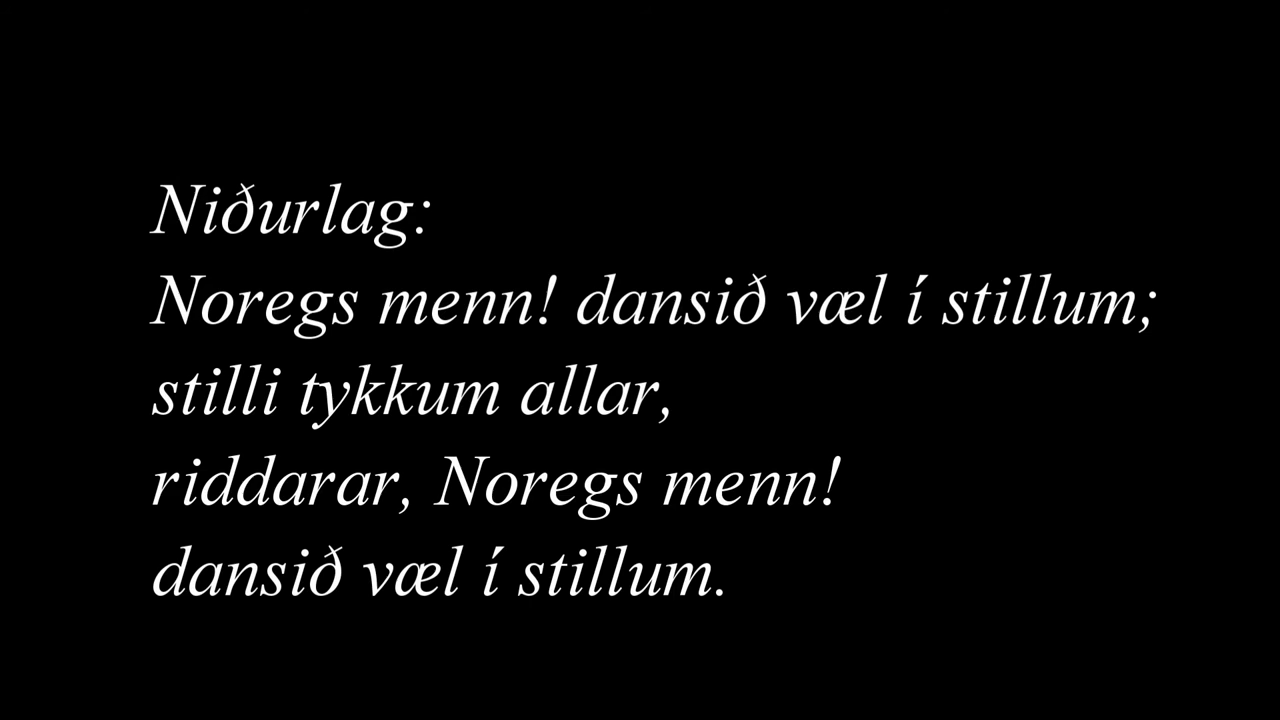 Niðurlag:
Noregs menn! dansið væl í stillum;
stilli tykkum allar,
riddarar, Noregs menn!
dansið væl í stillum.